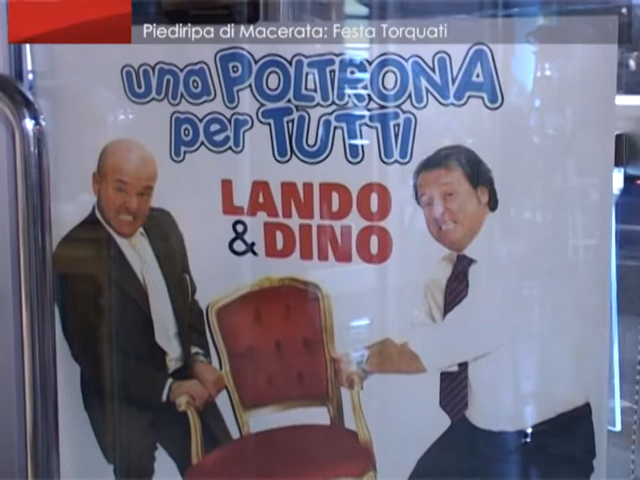 Piediripa di Macerata: Festa Torquati
una POLTRONA
per TUTTI
LANDO
& DINO